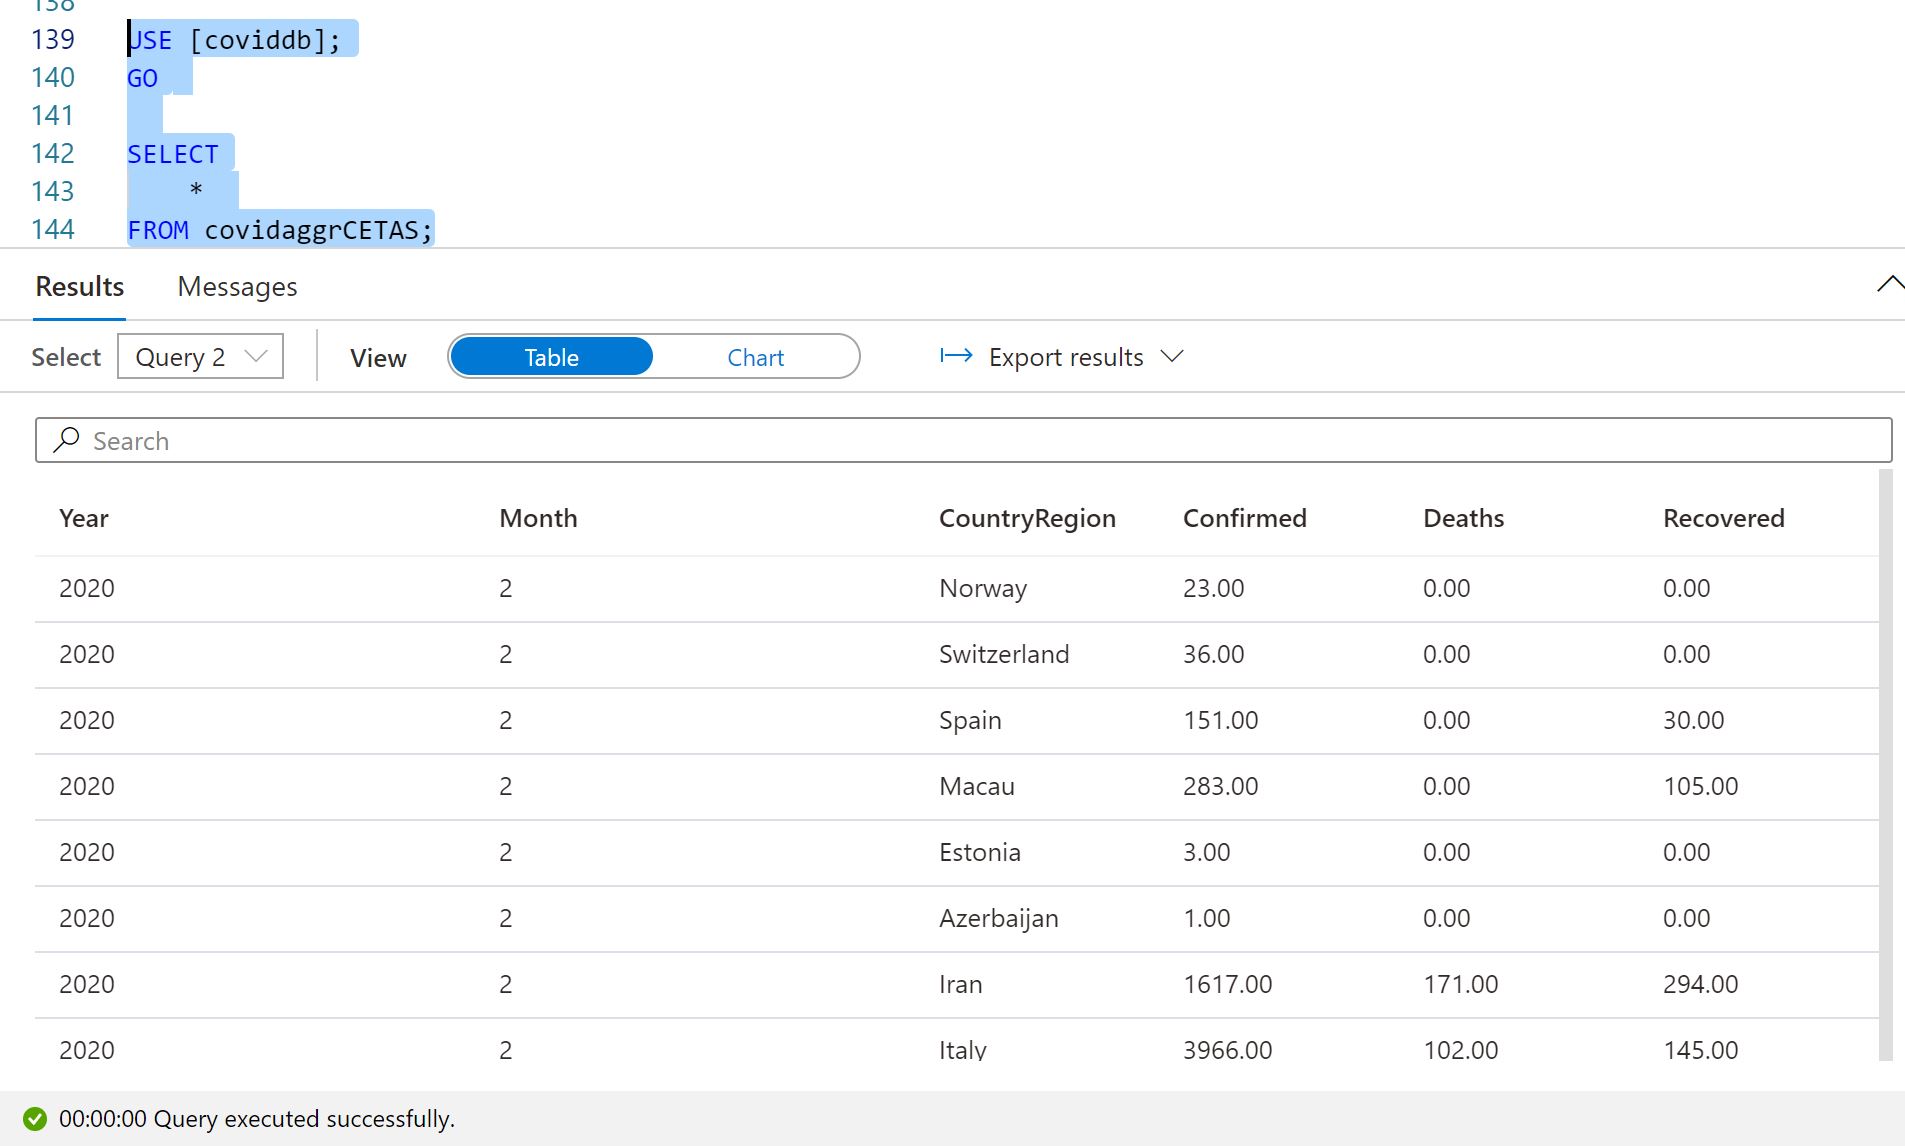 138
139 USE [coviddb];
140 GO
141
142 SELECT
143 *
144 FROM covidaggrCETAS;
Results Messages
Select Query 2 View Table Chart Export results
Search
Year Month CountryRegion Confirmed Deaths Recovered
2020 2 Norway 23.00 0.00 0.00
2020 2 Switzerland 36.00 0.00 0.00
2020 2 Spain 151.00 0.00 30.00
2020 2 Macau 283.00 0.00 105.00
2020 2 Estonia 3.00 0.00 0.00
2020 2 Azerbaijan 1.00 0.00 0.00
2020 2 Iran 1617.00 171.00 294.00
2020 2 Italy 3966.00 102.00 145.00
00:00:00 Query executed successfully.